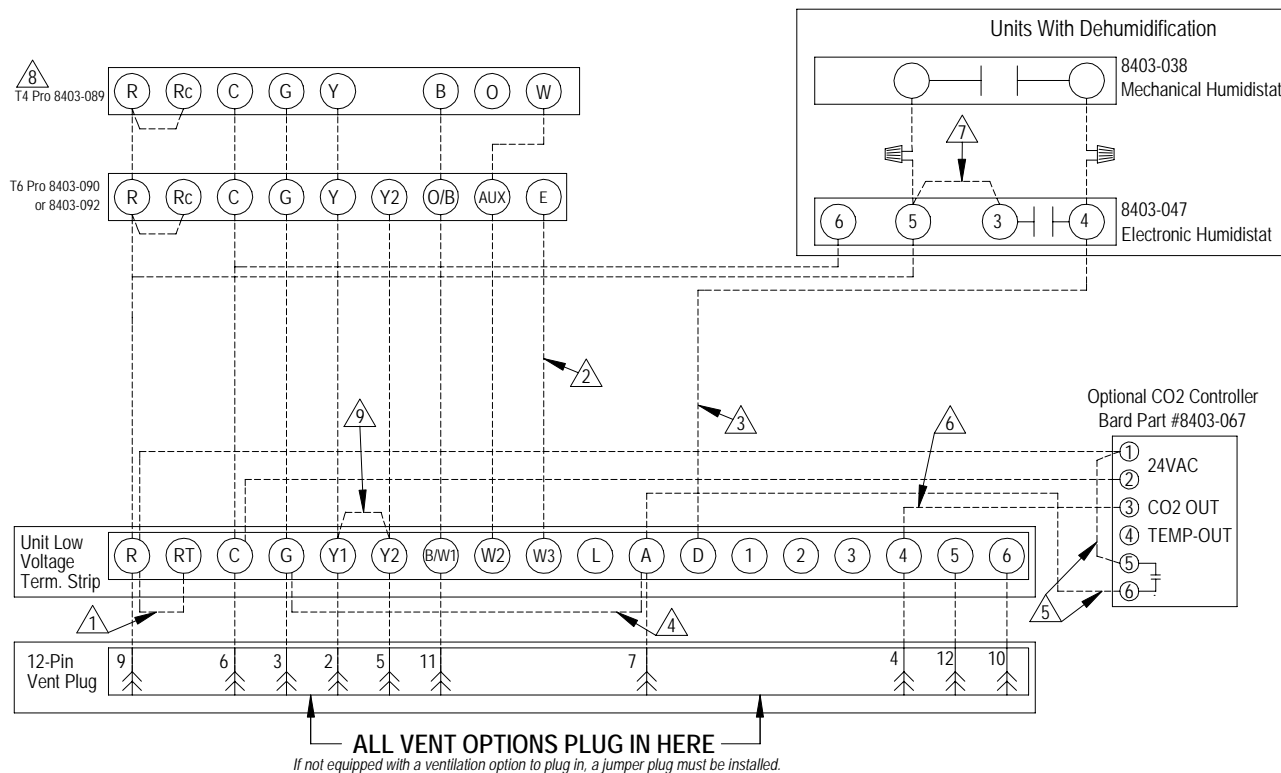 Units With Dehumidification
8403-038
Mechanical Humidistat
8
T4 Pro 8403-089
R Rc C G Y B O W
7
T6 Pro 8403-090
or 8403-092
R Rc C G Y Y2 O/B AUX E
6 5 3 4
8403-047
Electronic Humidistat
2
9
3
6
Optional CO2 Controller
Bard Part #8403-067
1
24VAC
2
3 CO2 OUT
4 TEMP-OUT
5
6
5
Unit Low
Voltage
Term. Strip
R RT C G Y1 Y2 B/W1 W2 W3 L A D 1 2 3 4 5 6
1
4
12-Pin
Vent Plug
9 6 3 2 5 11 7 4 12 10
ALL VENT OPTIONS PLUG IN HERE
If not equipped with a ventilation option to plug in, a jumper plug must be installed.